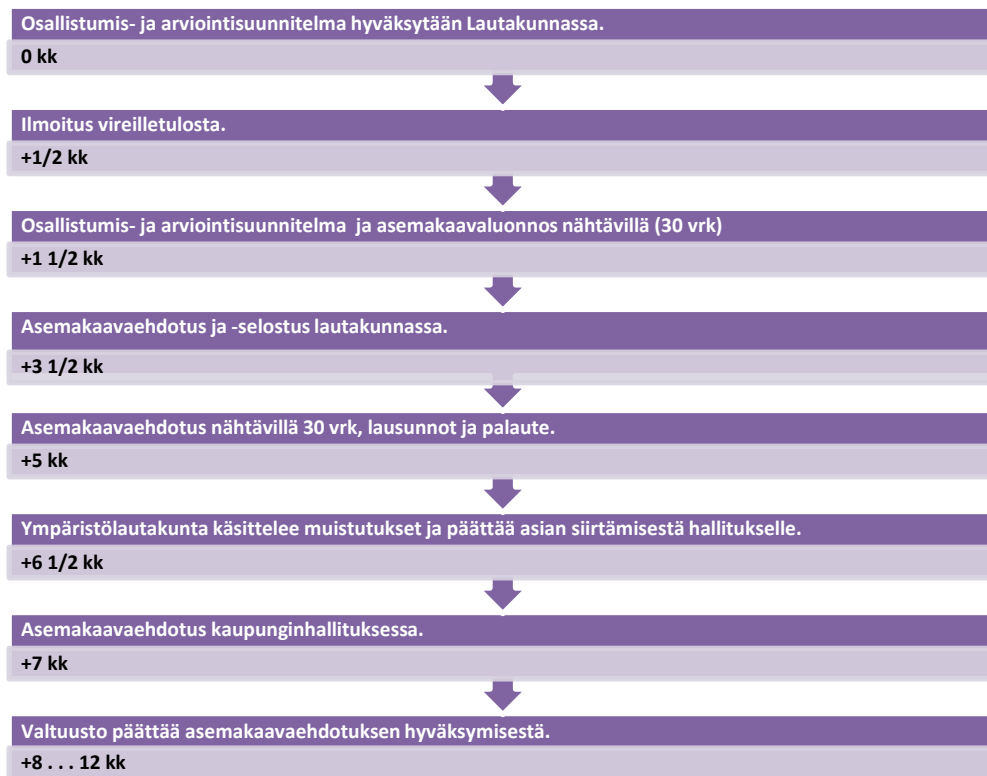 Osallistumis- ja arviointisuunnitelma hyväksytään Lautakunnassa.
0 kk
Ilmoitus vireilletulosta.
+1/2 kk
Osallistumis- ja arviointisuunnitelma ja asemakaavaluonnos nähtävillä (30 vrk)
+1 1/2 kk
Asemakaavaehdotus ja -selostus lautakunnassa.
+3 1/2 kk
Asemakaavaehdotus nähtävillä 30 vrk, lausunnot ja palaute.
+5 kk
Ympäristölautakunta käsittelee muistutukset ja päättää asian siirtämisestä hallitukselle.
+6 1/2 kk
Asemakaavaehdotus kaupunginhallituksessa.
+7 kk
Valtuusto päättää asemakaavaehdotuksen hyväksymisestä.
+8 . . . 12 kk